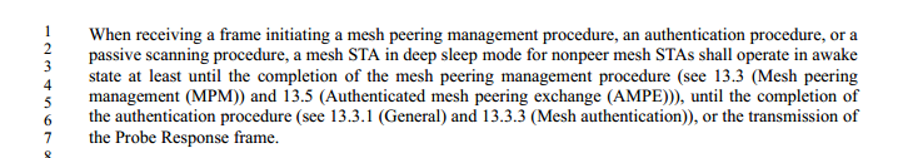 1 When receiving a frame initiating a mesh peering management procedure, an authentication procedure, or a
2 passive scanning procedure, a mesh STA in deep sleep mode for nonpeer mesh STAs shall operate in awake
3 state at least until the completion of the mesh peering management procedure (see 13.3 (Mesh peering
4 management (MPM)) and 13.5 (Authenticated mesh peering exchange (AMPE))), until the completion of
5
6 the authentication procedure (see 13.3.1 (General) and 13.3.3 (Mesh authentication)), or the transmission of
7 the Probe Response frame.
8